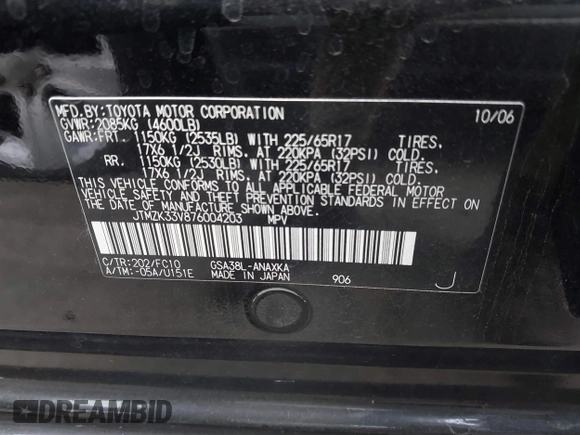 MFD.BY:TOYOTA MOTOR CORPORATION 10/06
GVWR:2085KG (4600LB)
GAWR:FRT. 1150KG (2535LB) WITH 225/65R17 TIRES,
17X6 1/2J RIMS, AT 220KPA (32PSI) COLD.
RR. 1150KG (2530LB) WITH 225/65R17 TIRES,
17X6 1/2J RIMS, AT 220KPA (32PSI) COLD.
THIS VEHICLE CONFORMS TO ALL APPLICABLE FEDERAL MOTOR
VEHICLE SAFETY AND THEFT PREVENTION STANDARDS IN EFFECT ON
THE DATE OF MANUFACTURE SHOWN ABOVE.
JTMZK33V876004203 MPV
C/TR:202/FC10 GSA38L-ANAXKA
A/TM:-05A/U151E MADE IN JAPAN 906 J
DREAMBID